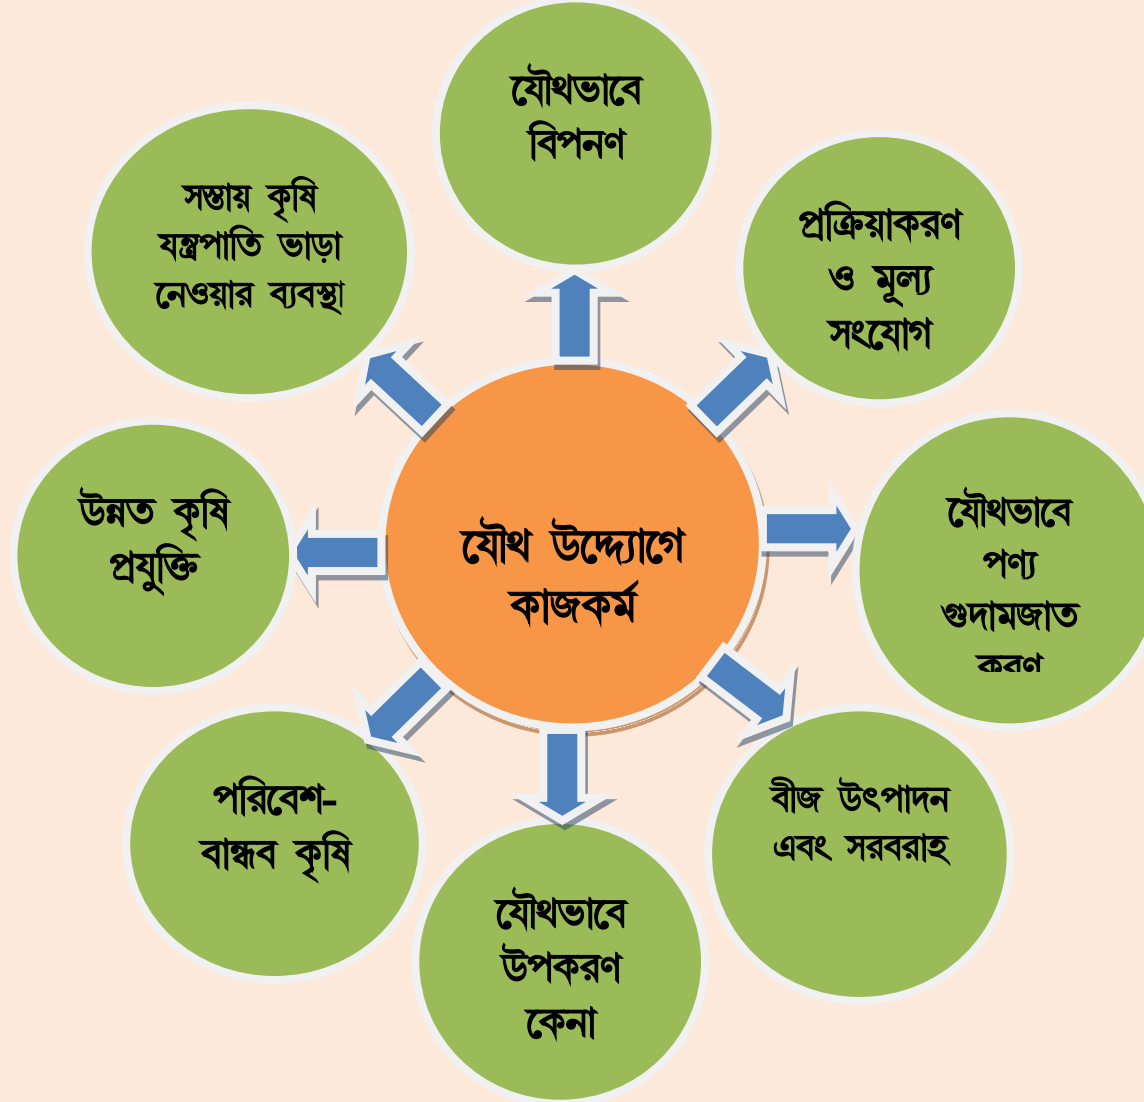 যৌথভাবে
বিপনণ
প্রক্রিয়াকরণ
ও মূল্য
সংযোগ
যৌথভাবে
পণ্য
গুদামজাত
করণ
বীজ উৎপাদন
এবং সরবরাহ
যৌথভাবে
উপকরণ
কেনা
পরিবেশ-
বান্ধব কৃষি
উন্নত কৃষি
প্রযুক্তি
সস্তায় কৃষি
যন্ত্রপাতি ভাড়া
নেওয়ার ব্যবস্থা
যৌথ উদ্দ্যোগে
কাজকর্ম